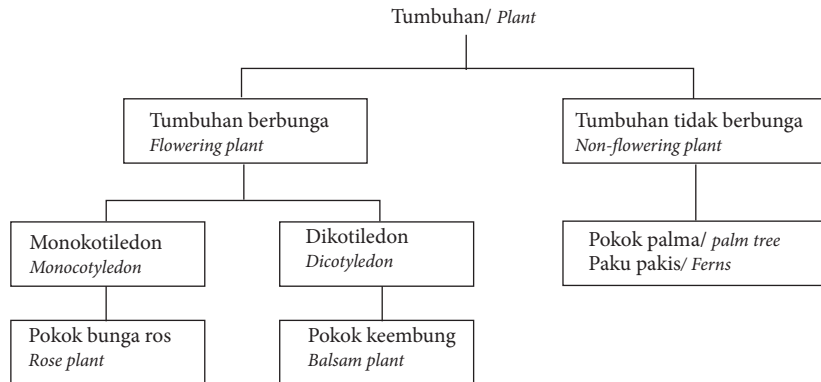 Tumbuhan/ Plant
Tumbuhan berbunga
Flowering plant
Tumbuhan tidak berbunga
Non-flowering plant
Monokotiledon
Monocotyledon
Dikotiledon
Dicotyledon
Pokok palma/ palm tree
Paku pakis/ Ferns
Pokok bunga ros
Rose plant
Pokok keembung
Balsam plant